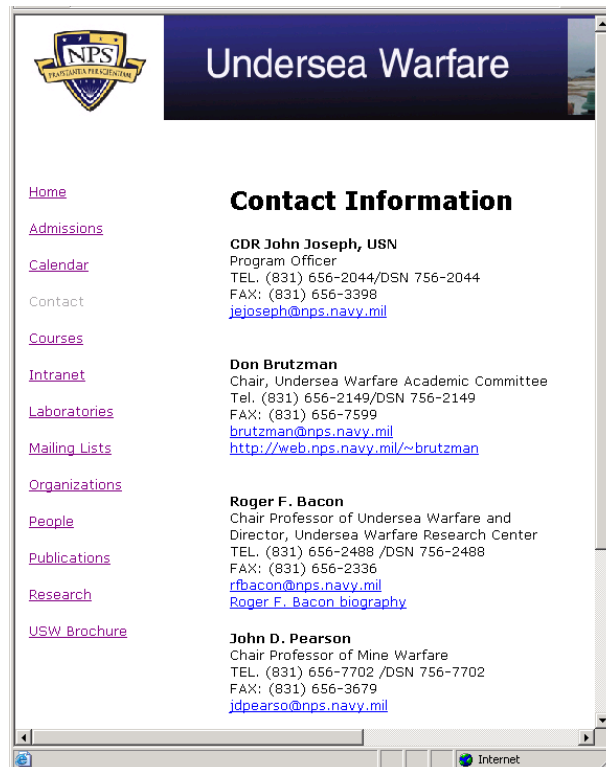 NPS
PRAESTANTIA PER SCIENTIAM
Undersea Warfare
Home
Admissions
Calendar
Contact
Courses
Intranet
Laboratories
Mailing Lists
Organizations
People
Publications
Research
USW Brochure
Contact Information
CDR John Joseph, USN
Program Officer
TEL. (831) 656-2044/DSN 756-2044
FAX: (831) 656-3398
jejoseph@nps.navy.mil
Don Brutzman
Chair, Undersea Warfare Academic Committee
Tel. (831) 656-2149/DSN 756-2149
FAX: (831) 656-7599
brutzman@nps.navy.mil
http://web.nps.navy.mil/~brutzman
Roger F. Bacon
Chair Professor of Undersea Warfare and
Director, Undersea Warfare Research Center
TEL. (831) 656-2488 /DSN 756-2488
FAX: (831) 656-2336
rfbacon@nps.navy.mil
Roger F. Bacon biography
John D. Pearson
Chair Professor of Mine Warfare
TEL. (831) 656-7702 /DSN 756-7702
FAX: (831) 656-3679
jdpearso@nps.navy.mil
Internet